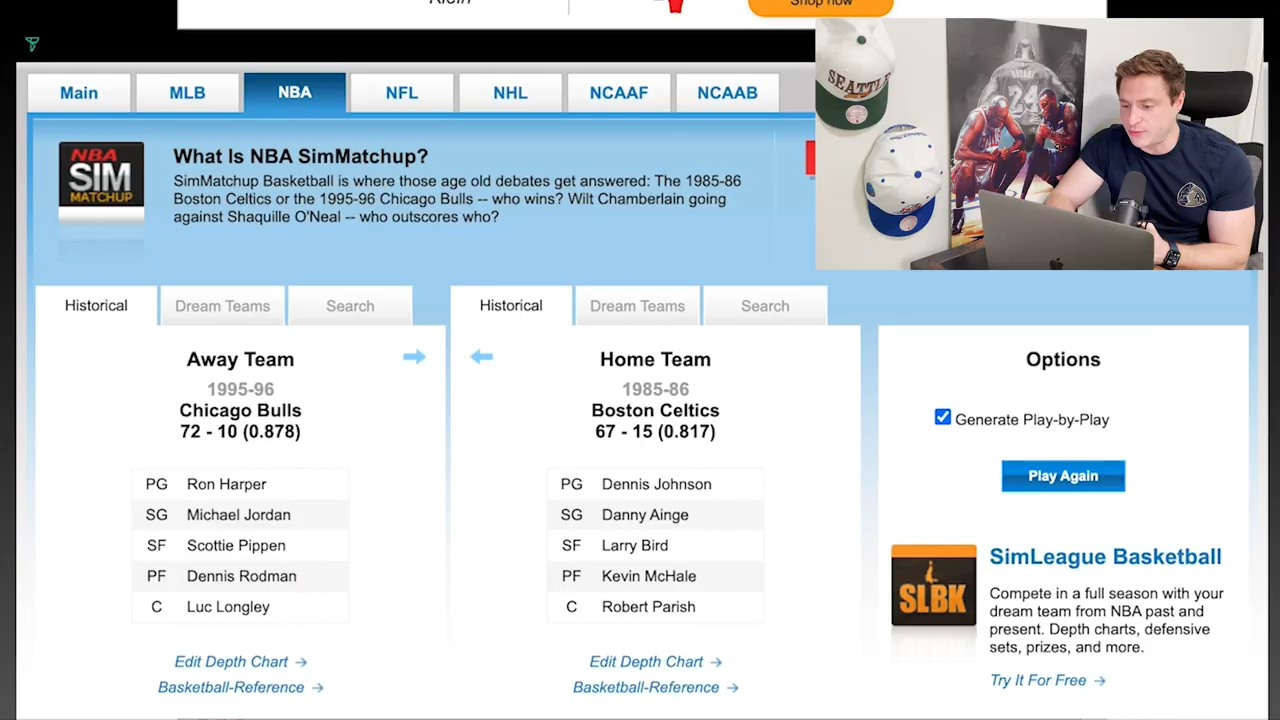 Klein
Shop now
Main
MLB
NBA
NFL
NHL
NCAAF
NCAAB
SEATTLE
BRYANT
24
NBA
SIM
MATCHUP
What Is NBA SimMatchup?
SimMatchup Basketball is where those age old debates get answered: The 1985-86
Boston Celtics or the 1995-96 Chicago Bulls -- who wins? Wilt Chamberlain going
against Shaquille O'Neal -- who outscores who?
Historical
Dream Teams
Search
Away Team
1995-96
Chicago Bulls
72 - 10 (0.878)
PG Ron Harper
SG Michael Jordan
SF Scottie Pippen
PF Dennis Rodman
C Luc Longley
Edit Depth Chart →
Basketball-Reference →
Historical
Dream Teams
Search
Home Team
1985-86
Boston Celtics
67 - 15 (0.817)
PG Dennis Johnson
SG Danny Ainge
SF Larry Bird
PF Kevin McHale
C Robert Parish
Edit Depth Chart →
Basketball-Reference →
Options
Generate Play-by-Play
Play Again
SLBK
SimLeague Basketball
Compete in a full season with your
dream team from NBA past and
present. Depth charts, defensive
sets, prizes, and more.
Try It For Free →